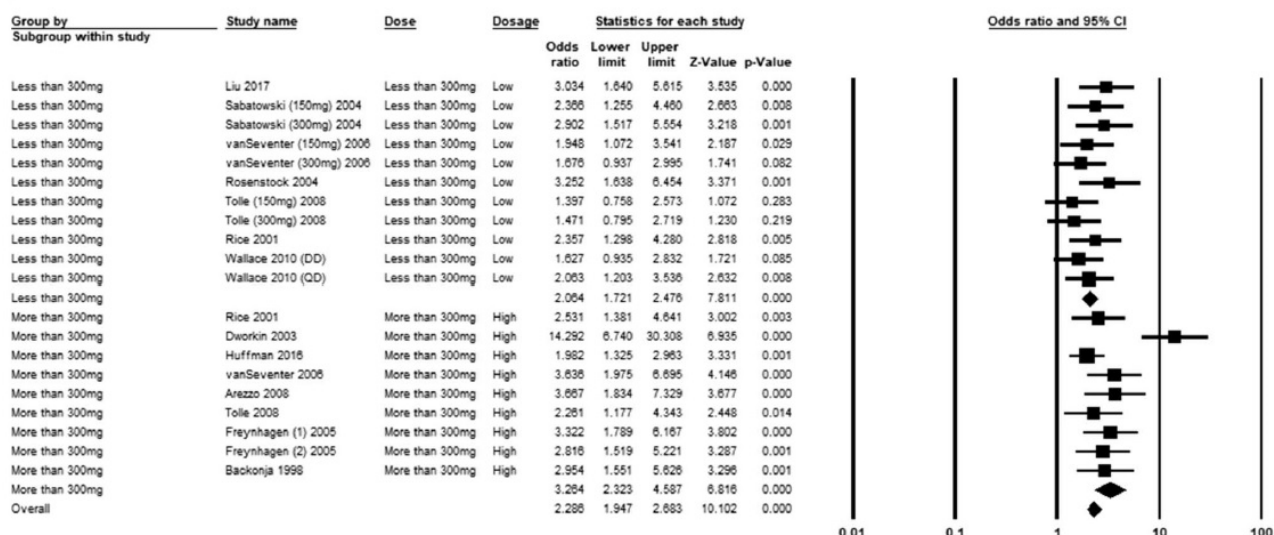 Group by Study name Dose Dosage Statistics for each study Odds ratio and 95% CI
Subgroup within study
Odds Lower Upper
ratio limit limit Z-Value p-Value
Less than 300mg Liu 2017 Less than 300mg Low 3.034 1.640 5.615 3.535 0.000
Less than 300mg Sabatowski (150mg) 2004 Less than 300mg Low 2.366 1.255 4.460 2.663 0.008
Less than 300mg Sabatowski (300mg) 2004 Less than 300mg Low 2.902 1.517 5.554 3.218 0.001
Less than 300mg vanSeventer (150mg) 2006 Less than 300mg Low 1.948 1.072 3.541 2.187 0.029
Less than 300mg vanSeventer (300mg) 2006 Less than 300mg Low 1.676 0.937 2.995 1.741 0.082
Less than 300mg Rosenstock 2004 Less than 300mg Low 3.252 1.638 6.454 3.371 0.001
Less than 300mg Tolle (150mg) 2008 Less than 300mg Low 1.397 0.758 2.573 1.072 0.283
Less than 300mg Tolle (300mg) 2008 Less than 300mg Low 1.471 0.795 2.719 1.230 0.219
Less than 300mg Rice 2001 Less than 300mg Low 2.357 1.298 4.280 2.818 0.005
Less than 300mg Wallace 2010 (DD) Less than 300mg Low 1.627 0.935 2.832 1.721 0.085
Less than 300mg Wallace 2010 (QD) Less than 300mg Low 2.063 1.203 3.536 2.632 0.008
Less than 300mg 2.064 1.721 2.476 7.811 0.000
More than 300mg Rice 2001 More than 300mg High 2.531 1.381 4.641 3.002 0.003
More than 300mg Dworkin 2003 More than 300mg High 14.292 6.740 30.308 6.935 0.000
More than 300mg Huffman 2016 More than 300mg High 1.982 1.325 2.963 3.331 0.001
More than 300mg vanSeventer 2006 More than 300mg High 3.636 1.975 6.695 4.146 0.000
More than 300mg Arezzo 2008 More than 300mg High 3.667 1.834 7.329 3.677 0.000
More than 300mg Tolle 2008 More than 300mg High 2.261 1.177 4.343 2.448 0.014
More than 300mg Freynhagen (1) 2005 More than 300mg High 3.322 1.789 6.167 3.802 0.000
More than 300mg Freynhagen (2) 2005 More than 300mg High 2.816 1.519 5.221 3.287 0.001
More than 300mg Backonja 1998 More than 300mg High 2.954 1.551 5.626 3.296 0.001
More than 300mg 3.264 2.323 4.587 6.816 0.000
Overall 2.286 1.947 2.683 10.102 0.000
0.01 0.1 1 10 100